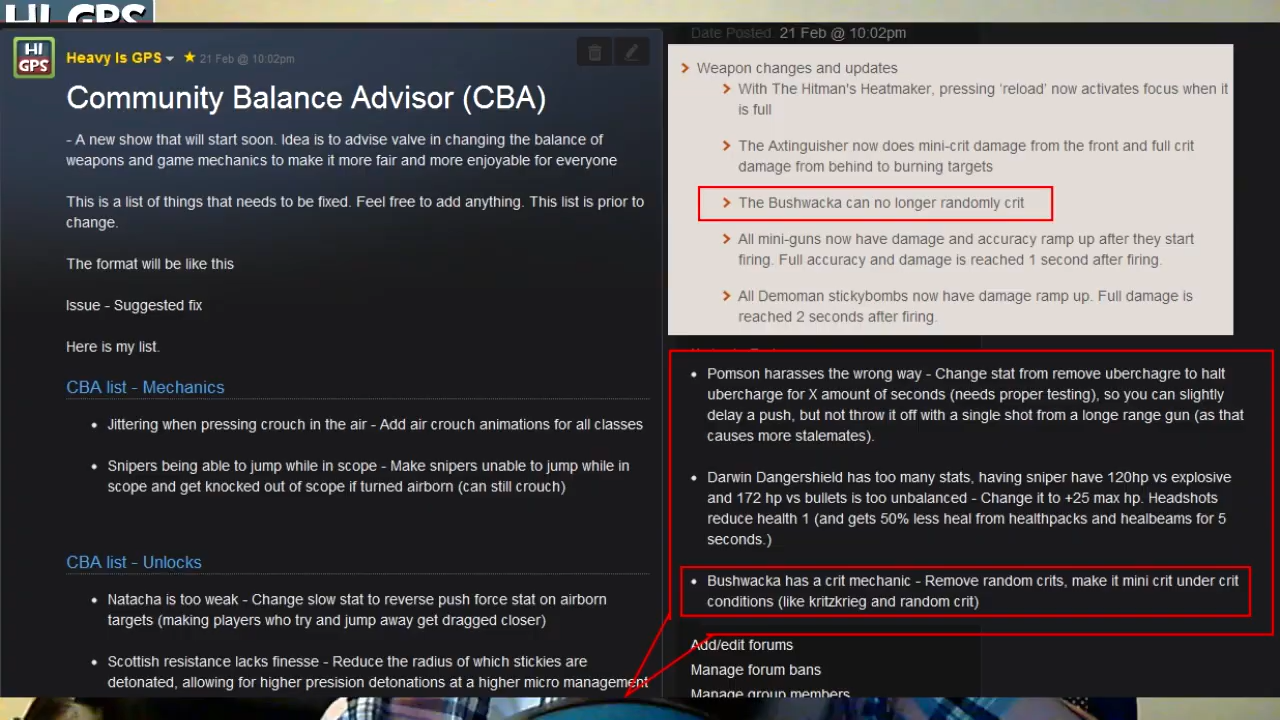 HI GPS
HI
GPS
Heavy Is GPS
21 Feb @ 10:02pm
Community Balance Advisor (CBA)
- A new show that will start soon. Idea is to advise valve in changing the balance of
weapons and game mechanics to make it more fair and more enjoyable for everyone
This is a list of things that needs to be fixed. Feel free to add anything. This list is prior to
change.
The format will be like this
Issue - Suggested fix
Here is my list.
CBA list - Mechanics
• Jittering when pressing crouch in the air - Add air crouch animations for all classes
• Snipers being able to jump while in scope - Make snipers unable to jump while in
scope and get knocked out of scope if turned airborn (can still crouch)
CBA list - Unlocks
• Natacha is too weak - Change slow stat to reverse push force stat on airborn
targets (making players who try and jump away get dragged closer)
• Scottish resistance lacks finesse - Reduce the radius of which stickies are
detonated, allowing for higher presision detonations at a higher micro management
Date Posted: 21 Feb @ 10:02pm
Weapon changes and updates
With The Hitman's Heatmaker, pressing ‘reload’ now activates focus when it
is full
The Axtinguisher now does mini-crit damage from the front and full crit
damage from behind to burning targets
The Bushwacka can no longer randomly crit
All mini-guns now have damage and accuracy ramp up after they start
firing. Full accuracy and damage is reached 1 second after firing.
All Demoman stickybombs now have damage ramp up. Full damage is
reached 2 seconds after firing.
• Pomson harasses the wrong way - Change stat from remove uberchagre to halt
ubercharge for X amount of seconds (needs proper testing), so you can slightly
delay a push, but not throw it off with a single shot from a longe range gun (as that
causes more stalemates).
• Darwin Dangershield has too many stats, having sniper have 120hp vs explosive
and 172 hp vs bullets is too unbalanced - Change it to +25 max hp. Headshots
reduce health 1 (and gets 50% less heal from healthpacks and healbeams for 5
seconds.)
• Bushwacka has a crit mechanic - Remove random crits, make it mini crit under crit
conditions (like kritzkrieg and random crit)
Add/edit forums
Manage forum bans
Manage group members